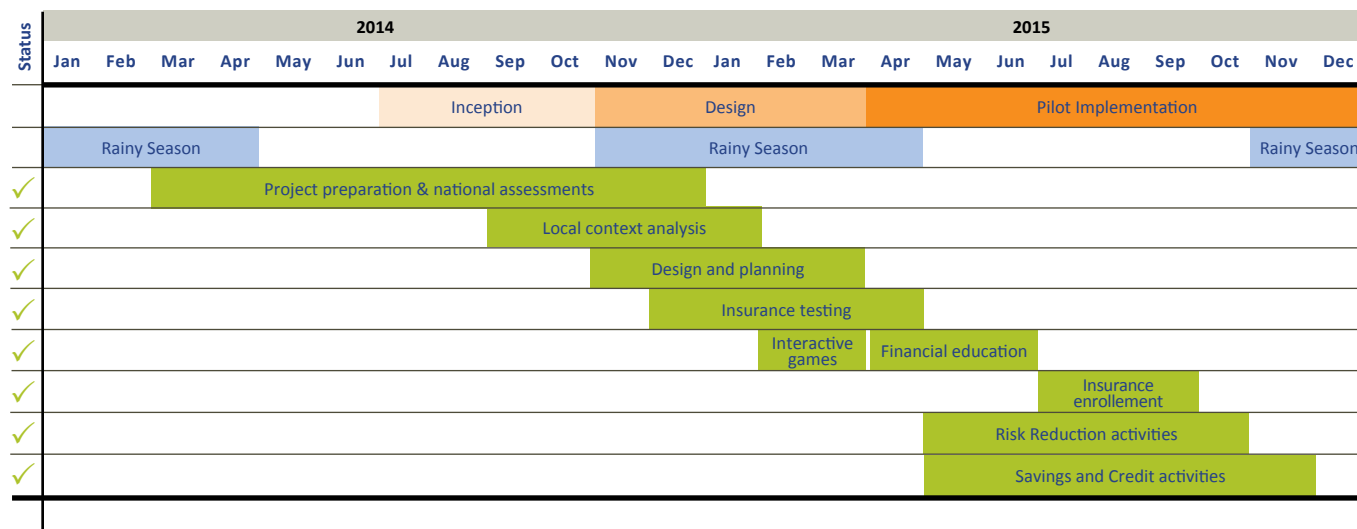 Status
2014 2015
Jan Feb Mar Apr May Jun Jul Aug Sep Oct Nov Dec Jan Feb Mar Apr May Jun Jul Aug Sep Oct Nov Dec
Inception Design Pilot Implementation
Rainy Season Rainy Season Rainy Season
Project preparation & national assessments
Local context analysis
Design and planning
Insurance testing
Interactive
games
Financial education
Insurance
enrollement
Risk Reduction activities
Savings and Credit activities